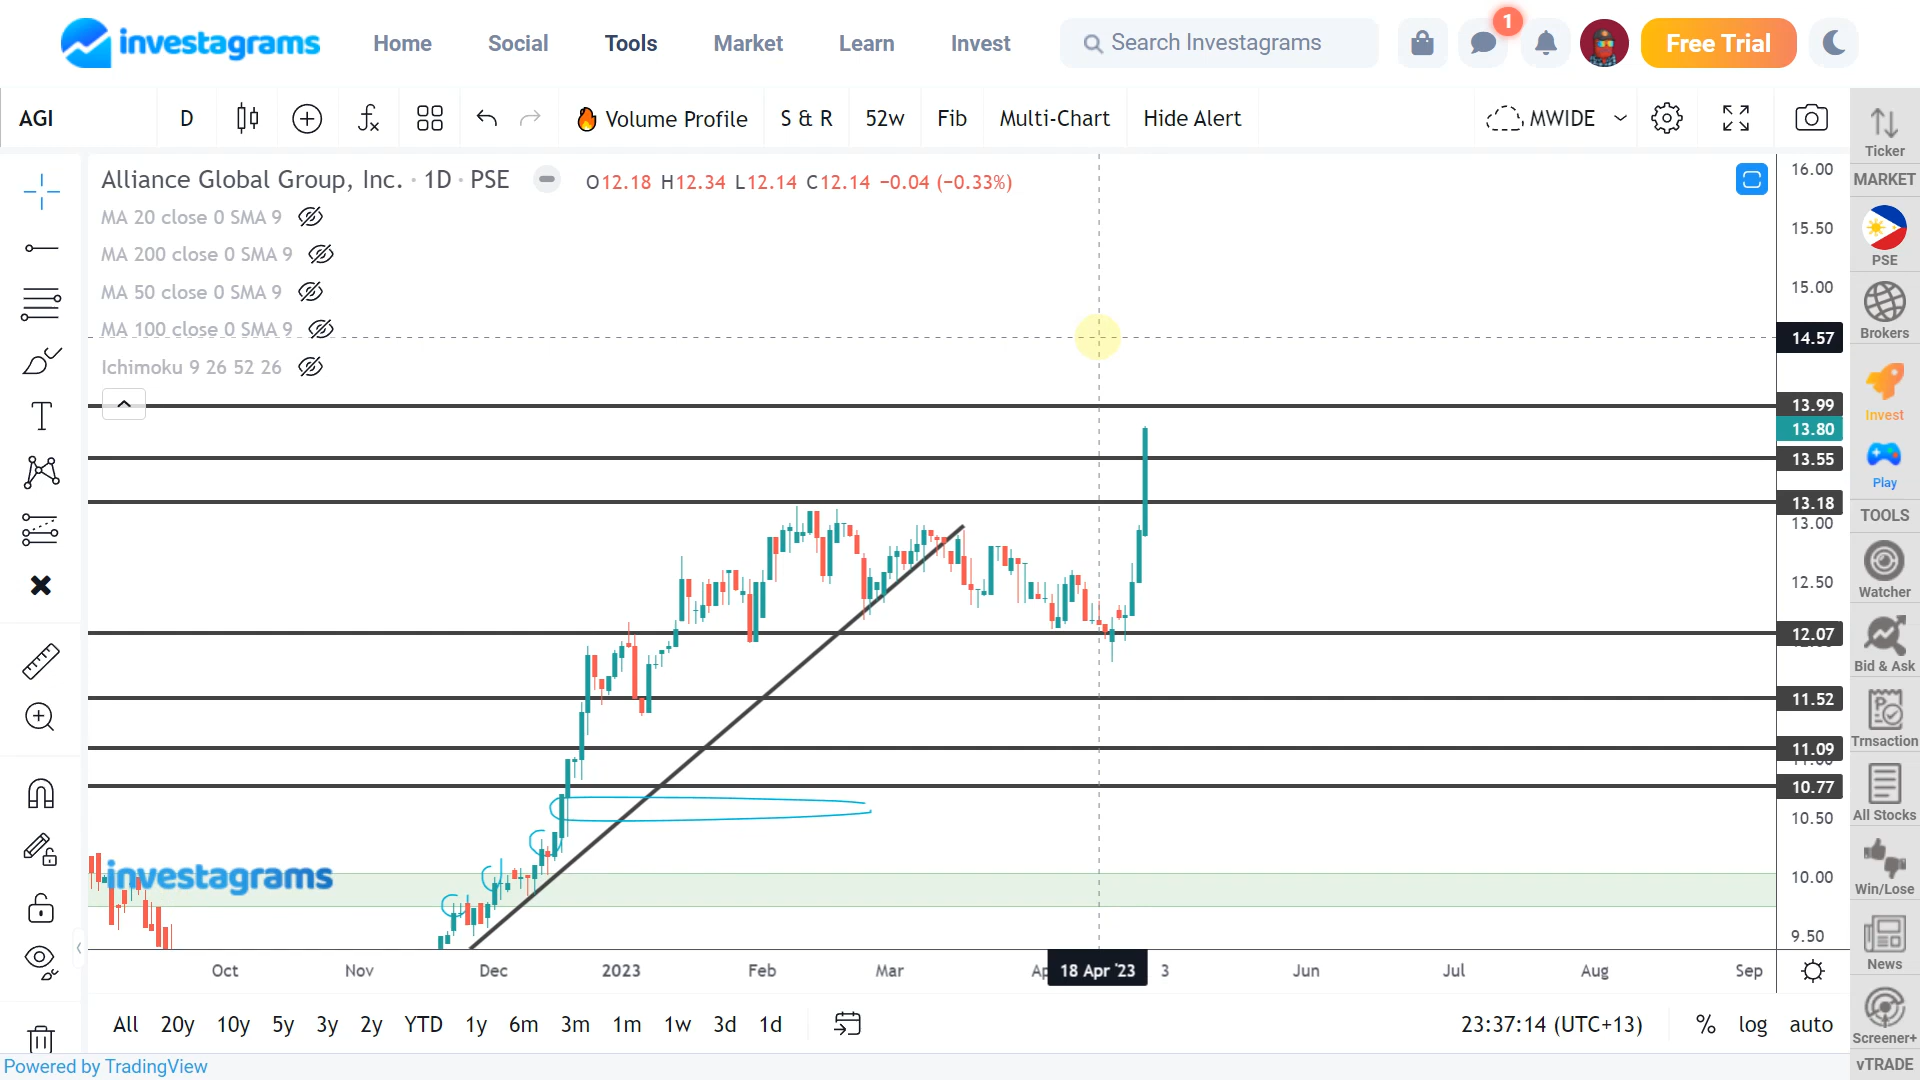 investagrams Home Social Tools Market Learn Invest Search Investagrams 1 Free Trial
AGI D Volume Profile S & R 52w Fib Multi-Chart Hide Alert MWIDE
Alliance Global Group, Inc. · 1D · PSE O12.18 H12.34 L12.14 C12.14 −0.04 (−0.33%)
MA 20 close 0 SMA 9
MA 200 close 0 SMA 9
MA 50 close 0 SMA 9
MA 100 close 0 SMA 9
Ichimoku 9 26 52 26
16.00
15.50
15.00
14.57
13.99
13.80
13.55
13.18
13.00
12.50
12.07
11.52
11.09
10.77
10.50
10.00
9.50
investagrams
Oct Nov Dec 2023 Feb Mar Ap 18 Apr '23 3 Jun Jul Aug Sep
All 20y 10y 5y 3y 2y YTD 1y 6m 3m 1m 1w 3d 1d 23:37:14 (UTC+13) % log auto
Powered by TradingView
Ticker
MARKET
PSE
Brokers
Invest
Play
TOOLS
Watcher
Bid & Ask
Trnsaction
All Stocks
Win/Lose
News
Screener+
vTRADE